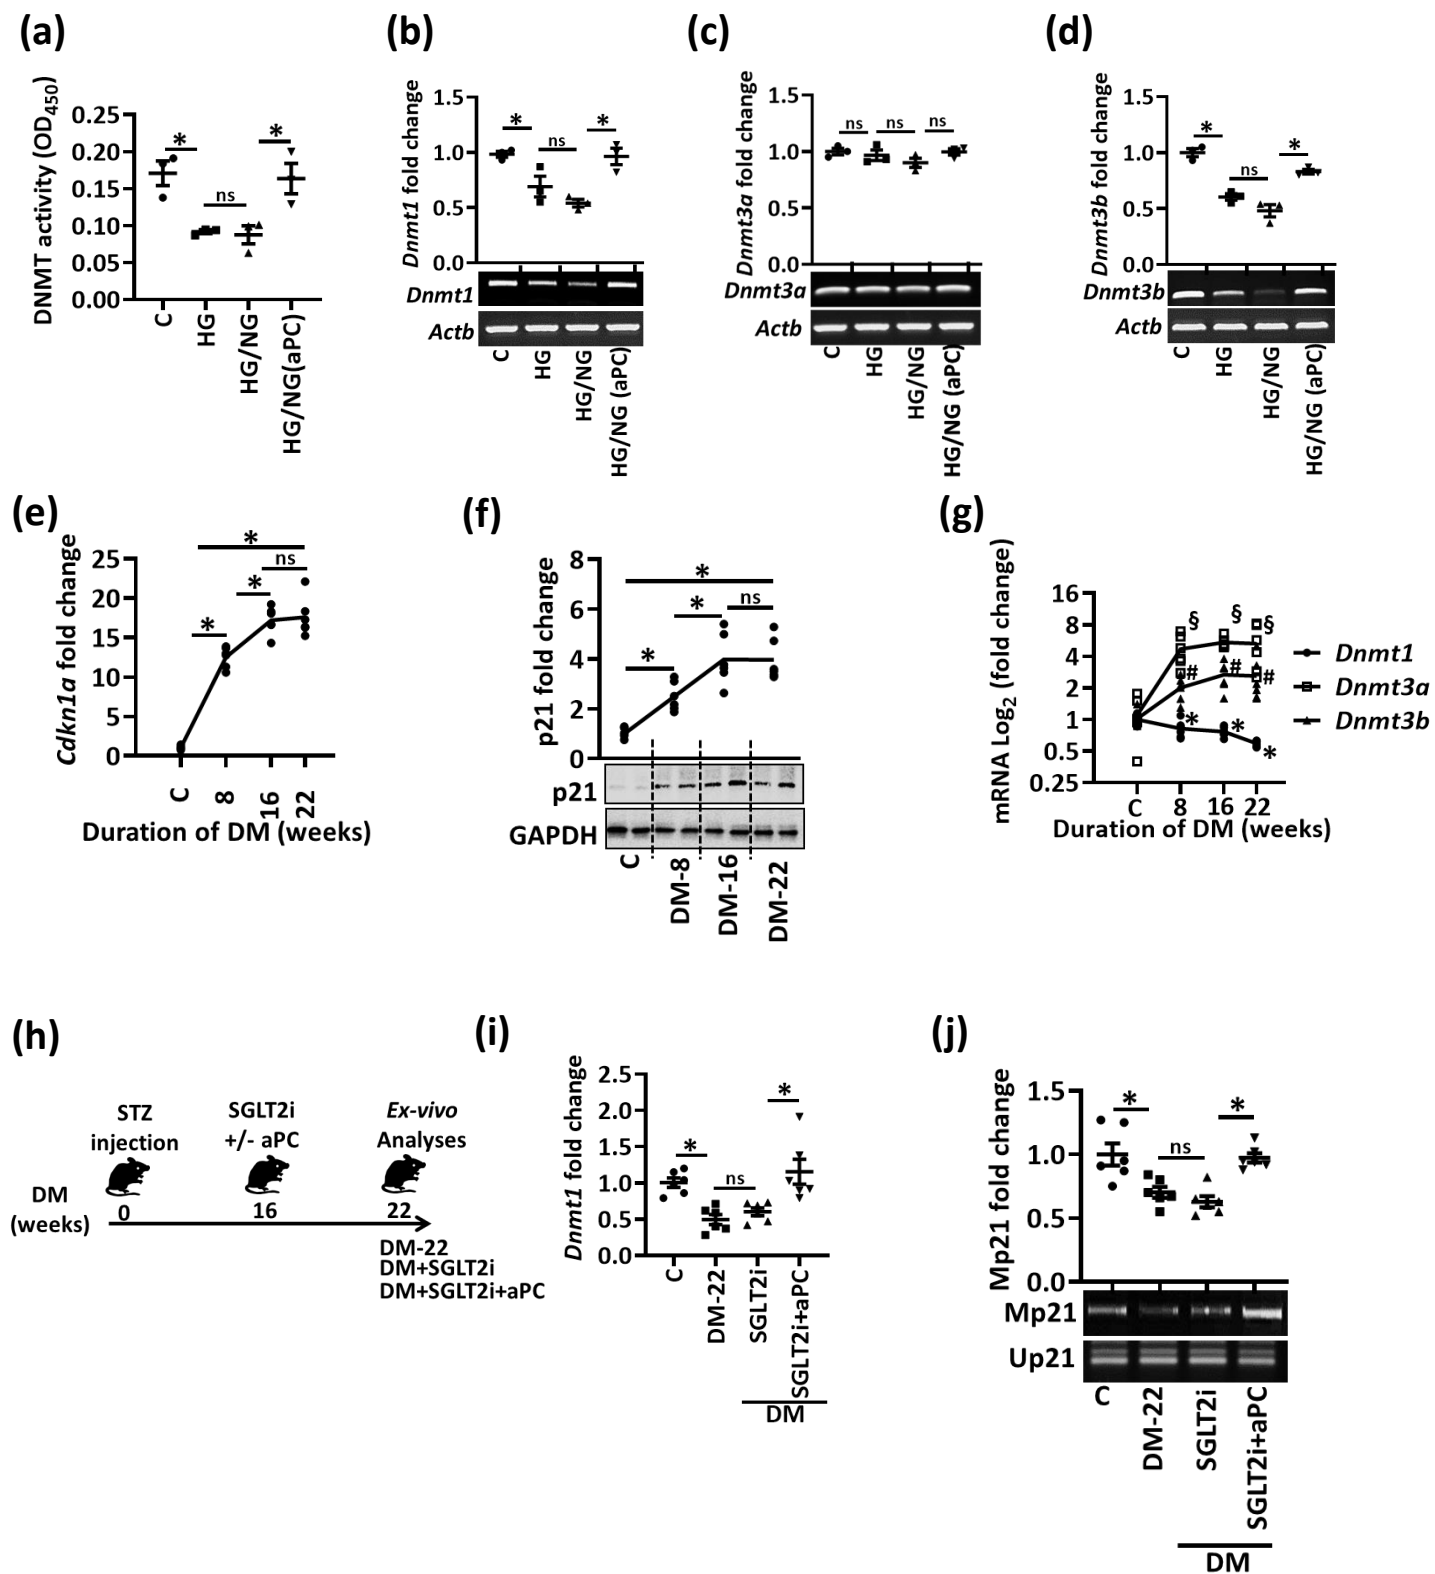 (a)
DNMT activity (OD450)
0.25
0.20
0.15
0.10
0.05
0.00
*
ns
*
C
HG
HG/NG
HG/NG(aPC)
(b)
Dnmt1 fold change
1.5
1.0
0.5
0.0
*
ns
*
Dnmt1
Actb
C
HG
HG/NG
HG/NG (aPC)
(c)
Dnmt3a fold change
1.5
1.0
0.5
0.0
ns
ns
ns
Dnmt3a
Actb
C
HG
HG/NG
HG/NG (aPC)
(d)
Dnmt3b fold change
1.5
1.0
0.5
0.0
*
ns
*
Dnmt3b
Actb
C
HG
HG/NG
HG/NG (aPC)
(e)
Cdkn1a fold change
25
20
15
10
5
0
*
ns
*
*
C
8
16
22
Duration of DM (weeks)
(f)
p21 fold change
8
6
4
2
0
*
ns
*
*
p21
GAPDH
C
DM-8
DM-16
DM-22
(g)
mRNA Log2 (fold change)
16
8
4
2
1
0.5
0.25
§
§
§
#
#
#
*
*
*
C
8
16
22
Duration of DM (weeks)
Dnmt1
Dnmt3a
Dnmt3b
(h)
STZ
injection
SGLT2i
+/- aPC
Ex-vivo
Analyses
DM
(weeks)
0
16
22
DM-22
DM+SGLT2i
DM+SGLT2i+aPC
(i)
Dnmt1 fold change
2.5
2.0
1.5
1.0
0.5
0.0
*
ns
*
C
DM-22
SGLT2i
SGLT2i+aPC
DM
(j)
Mp21 fold change
1.5
1.0
0.5
0.0
*
ns
*
Mp21
Up21
C
DM-22
SGLT2i
SGLT2i+aPC
DM